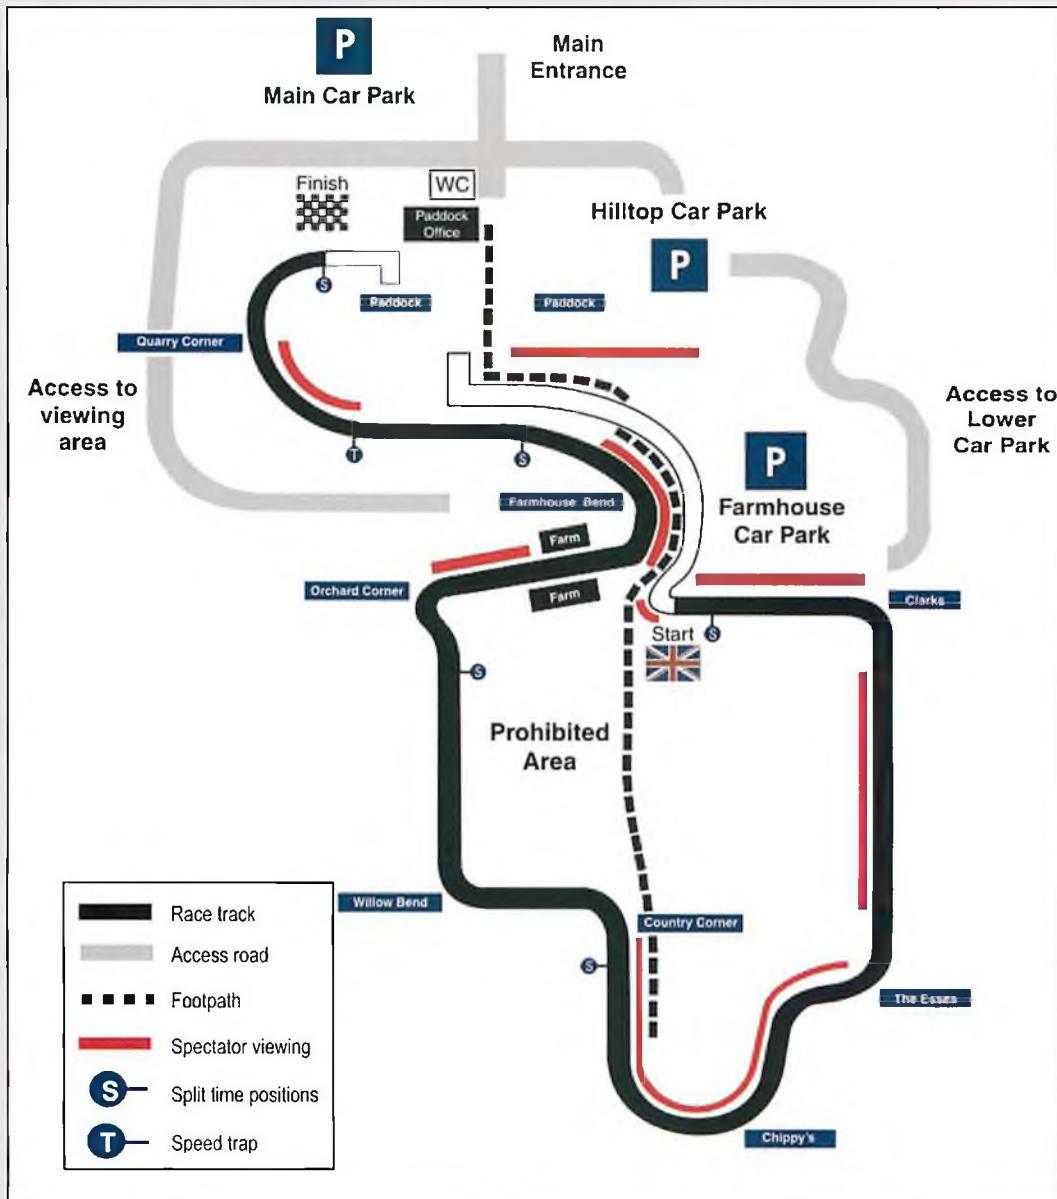 P
Main Car Park
Main
Entrance
Finish
WC
Paddock
Office
Hilltop Car Park
P
Paddock
Paddock
Quarry Corner
S
Access to
viewing
area
Access to
Lower
Car Park
T
S
P
Farmhouse
Car Park
Farmhouse Bend
Farm
Orchard Corner
Farm
Clarks
Start
S
S
Prohibited
Area
Willow Bend
Country Corner
S
The Esses
Chippy's
Race track
Access road
Footpath
Spectator viewing
S
Split time positions
T
Speed trap